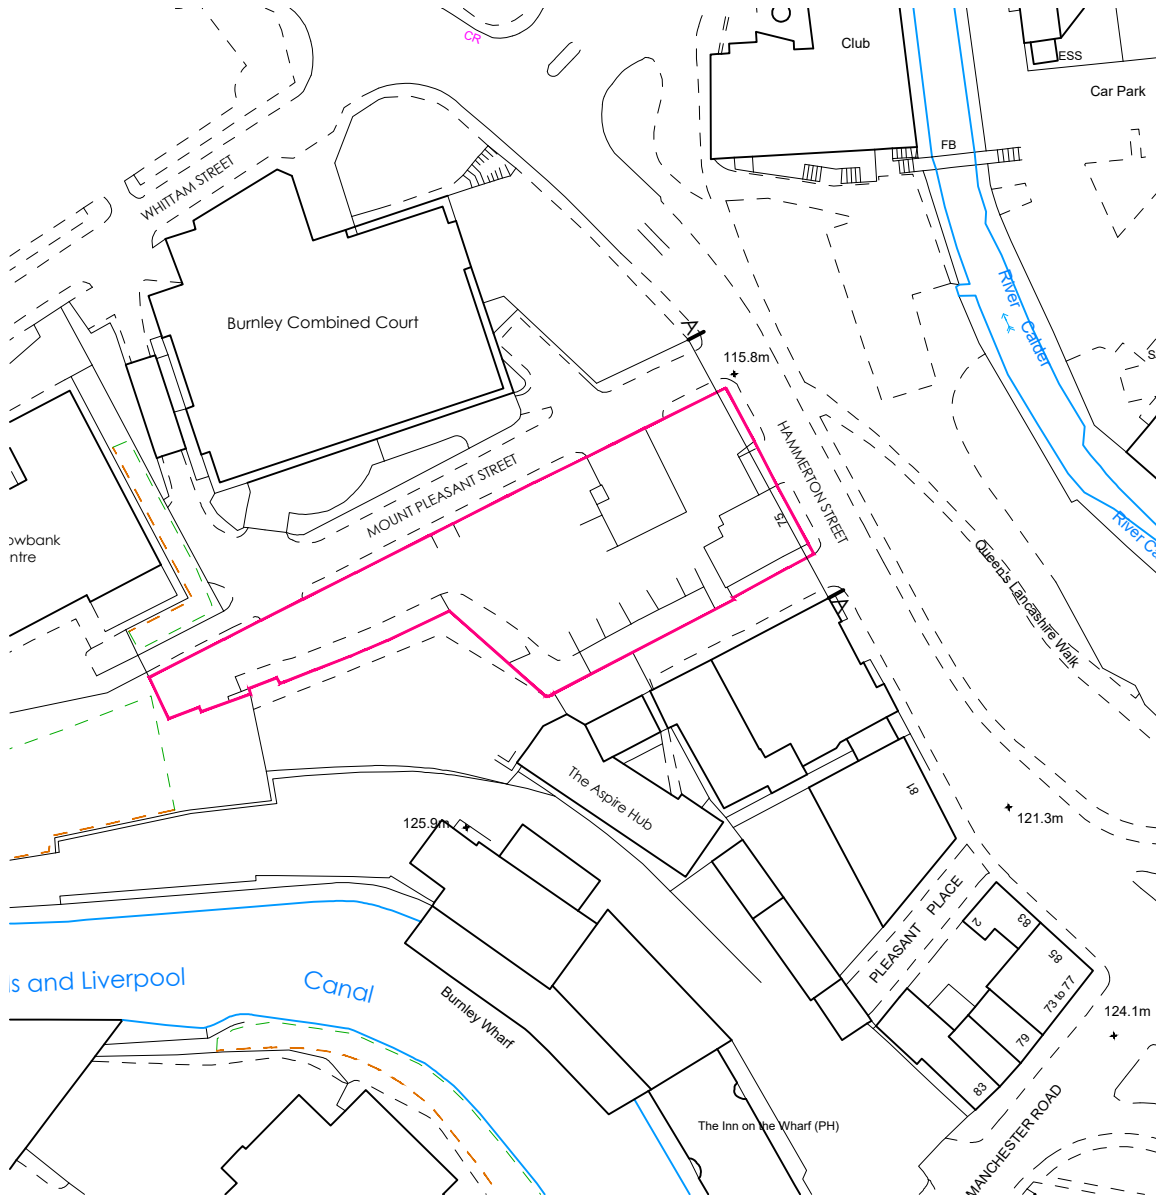 CR
Club
ESS
Car Park
FB
WHITTAM STREET
River Calder
Burnley Combined Court
A
115.8m
S
HAMMERTON STREET
MOUNT PLEASANT STREET
75
River Ca
owbank
ntre
Queen's Lancashire Walk
A
The Aspire Hub
81
121.3m
125.9m
PLEASANT PLACE
2
83
85
s and Liverpool
Canal
Burnley Wharf
73 to 77
124.1m
79
83
The Inn on the Wharf (PH)
MANCHESTER ROAD